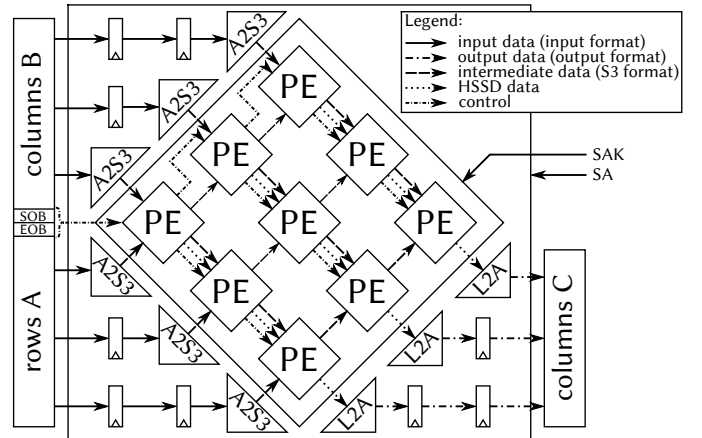 Legend:
input data (input format)
output data (output format)
intermediate data (S3 format)
HSSD data
control
columns B
A2S3
A2S3
A2S3
PE
PE
PE
PE
PE
PE
PE
PE
PE
SAK
SA
SOB
EOB
rows A
A2S3
A2S3
A2S3
L2A
L2A
L2A
columns C